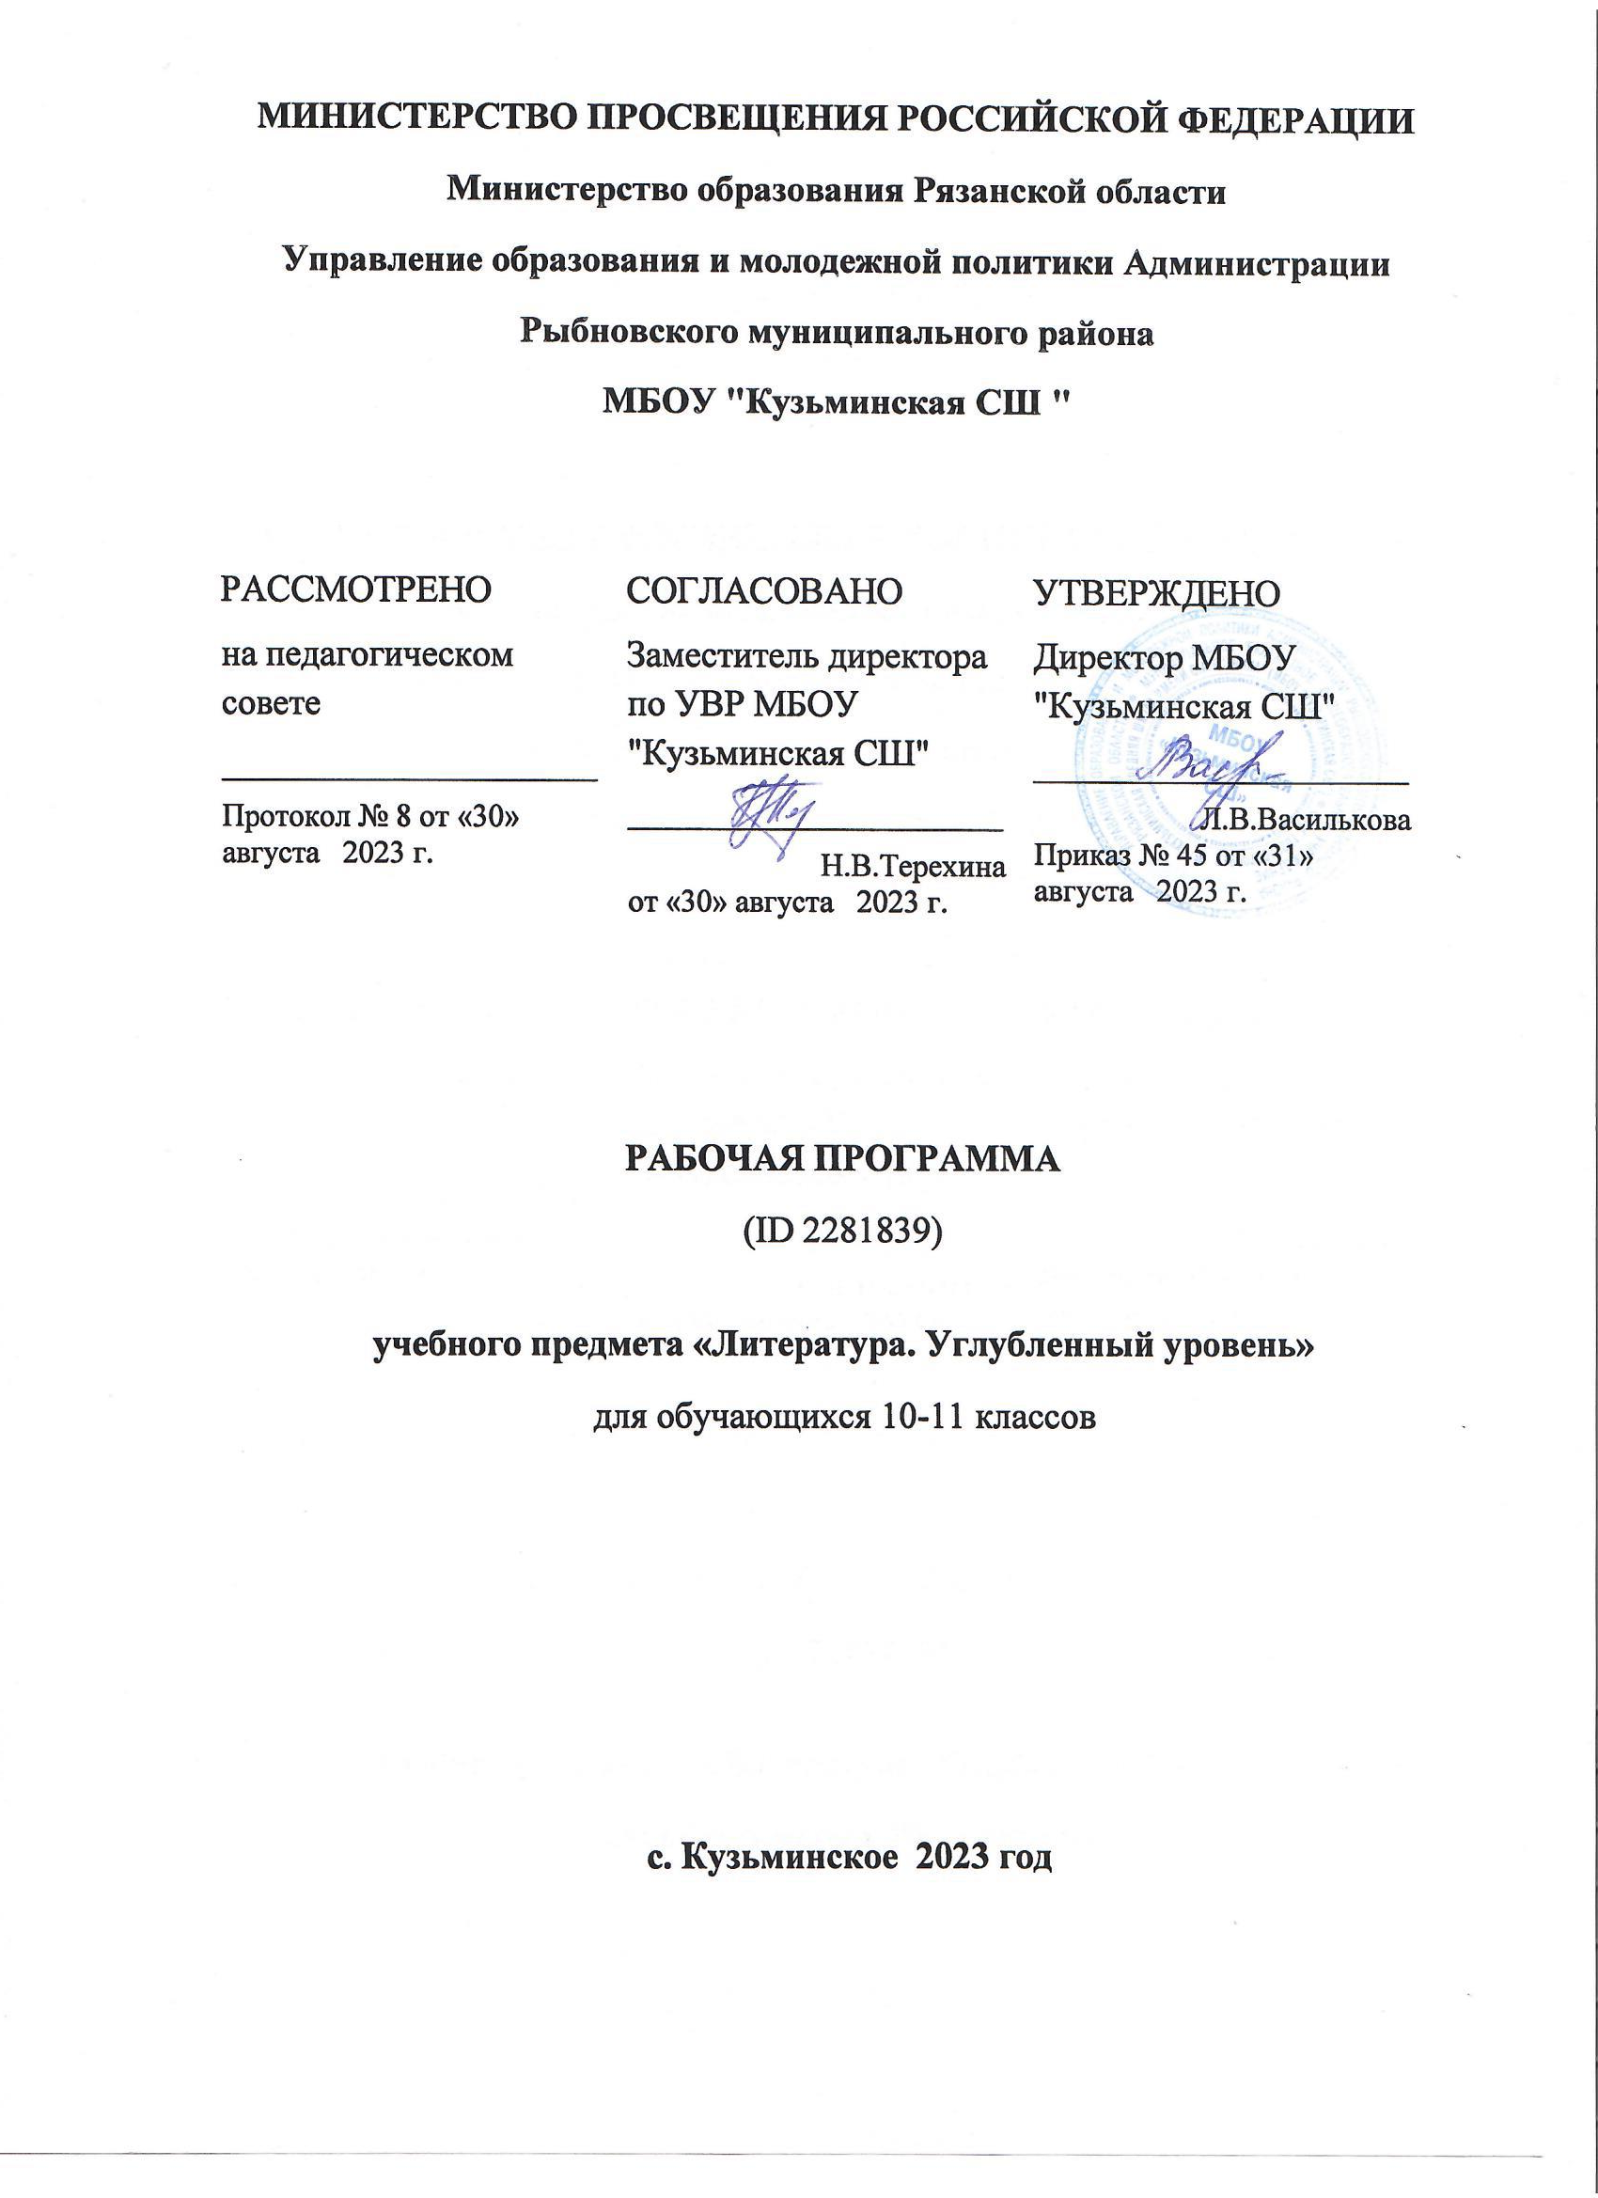 МИНИСТЕРСТВО ПРОСВЕЩЕНИЯ РОССИЙСКОЙ ФЕДЕРАЦИИ
Министерство образования Рязанской области
Управление образования и молодежной политики Администрации
Рыбновского муниципального района
МБОУ "Кузьминская СШ "
РАССМОТРЕНО
на педагогическом
совете
Протокол № 8 от «30»
августа 2023 г.
СОГЛАСОВАНО
Заместитель директора
по УВР МБОУ
"Кузьминская СШ"
Н.В.Терехина
от «30» августа 2023 г.
УТВЕРЖДЕНО
Директор МБОУ
"Кузьминская СШ"
МБОУ
«Кузьминская
СШ»
Л.В.Василькова
Приказ № 45 от «31»
августа 2023 г.
РАБОЧАЯ ПРОГРАММА
(ID 2281839)
учебного предмета «Литература. Углубленный уровень»
для обучающихся 10-11 классов
с. Кузьминское 2023 год